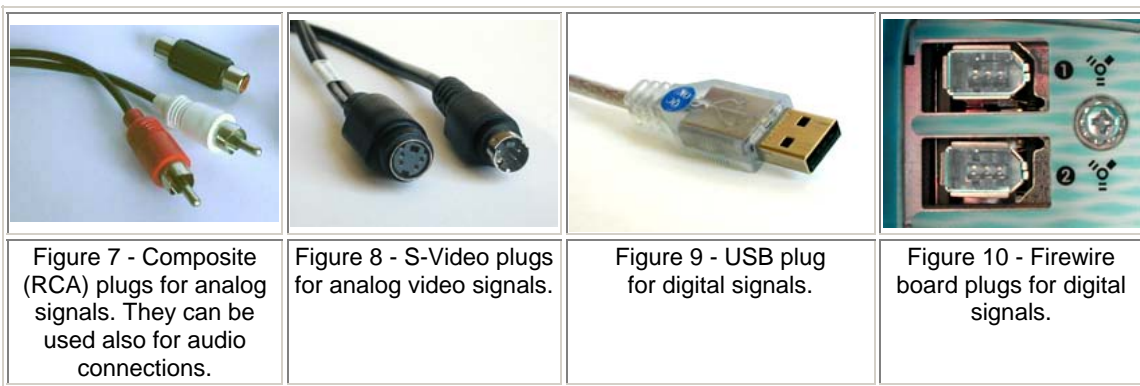 ❶
❷
Figure 7 - Composite
(RCA) plugs for analog
signals. They can be
used also for audio
connections.
Figure 8 - S-Video plugs
for analog video signals.
Figure 9 - USB plug
for digital signals.
Figure 10 - Firewire
board plugs for digital
signals.